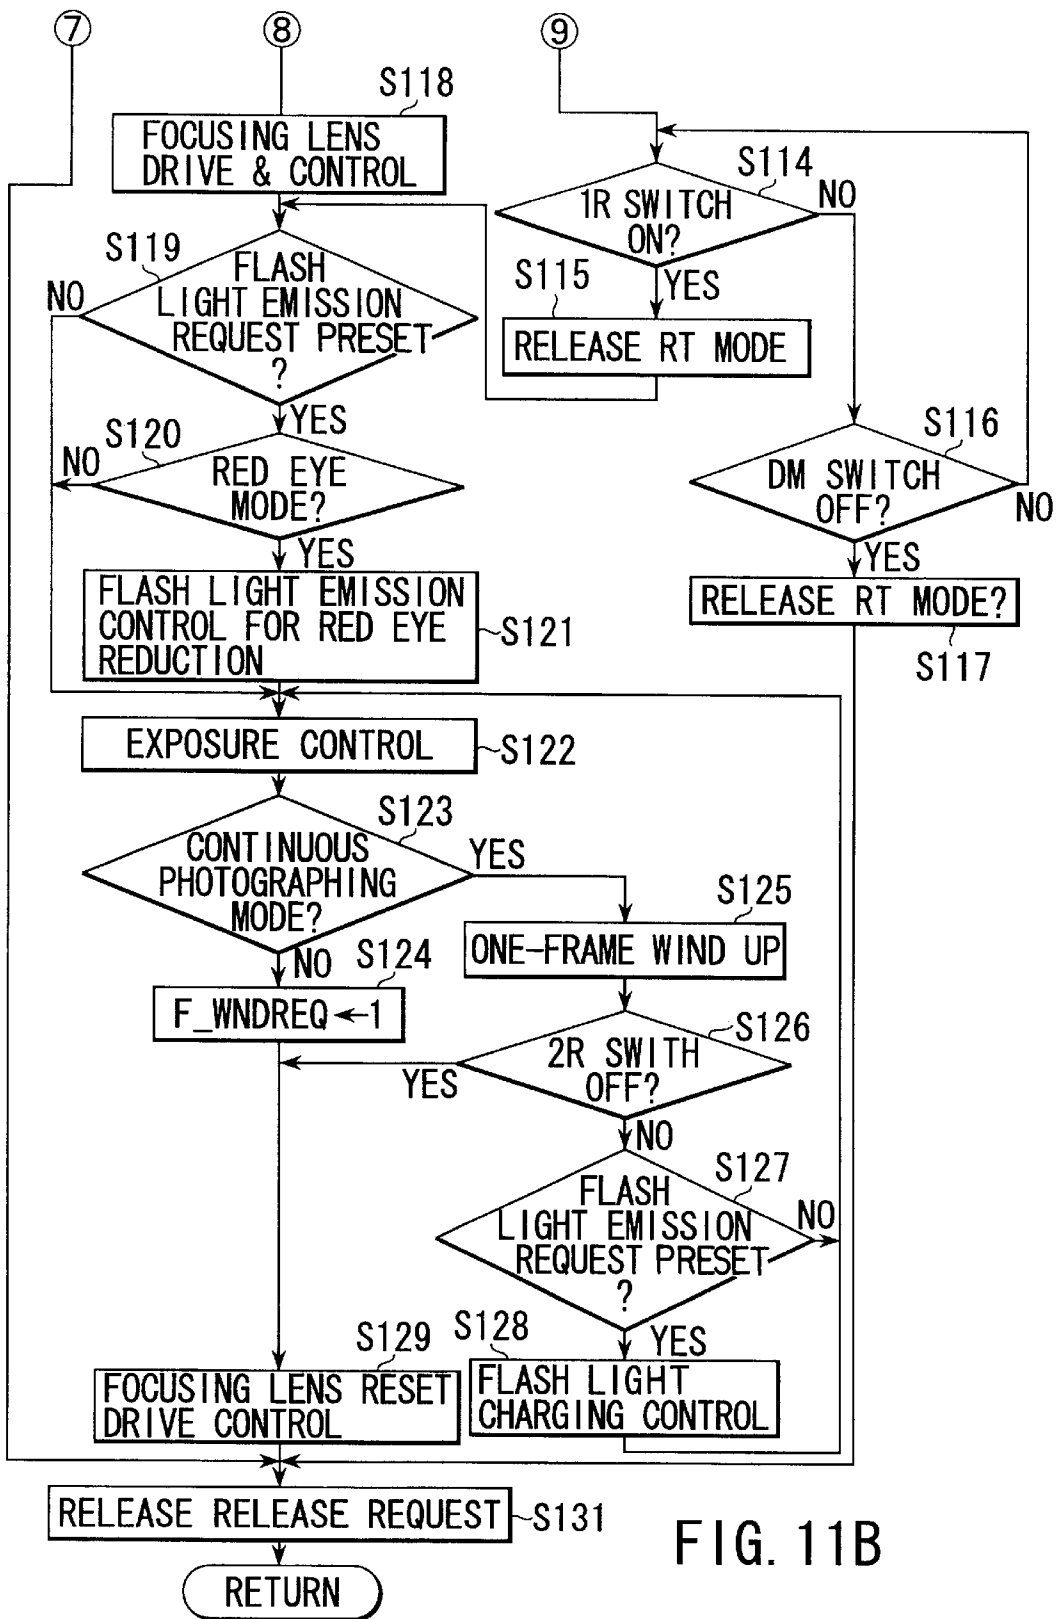 ⑦
⑧
⑨
S118
FOCUSING LENS
DRIVE & CONTROL
S114
1R SWITCH
ON?
NO
YES
S115
RELEASE RT MODE
S119
FLASH
LIGHT EMISSION
REQUEST PRESET
?
NO
YES
S116
DM SWITCH
OFF?
NO
YES
S120
RED EYE
MODE?
NO
YES
RELEASE RT MODE?
S117
FLASH LIGHT EMISSION
CONTROL FOR RED EYE
REDUCTION
S121
EXPOSURE CONTROL
S122
S123
CONTINUOUS
PHOTOGRAPHING
MODE?
YES
NO
S125
ONE-FRAME WIND UP
S124
F_WNDREQ←1
S126
2R SWITH
OFF?
YES
NO
S127
FLASH
LIGHT EMISSION
REQUEST PRESET
?
NO
YES
S128
FLASH LIGHT
CHARGING CONTROL
S129
FOCUSING LENS RESET
DRIVE CONTROL
RELEASE RELEASE REQUEST
S131
RETURN
FIG. 11B